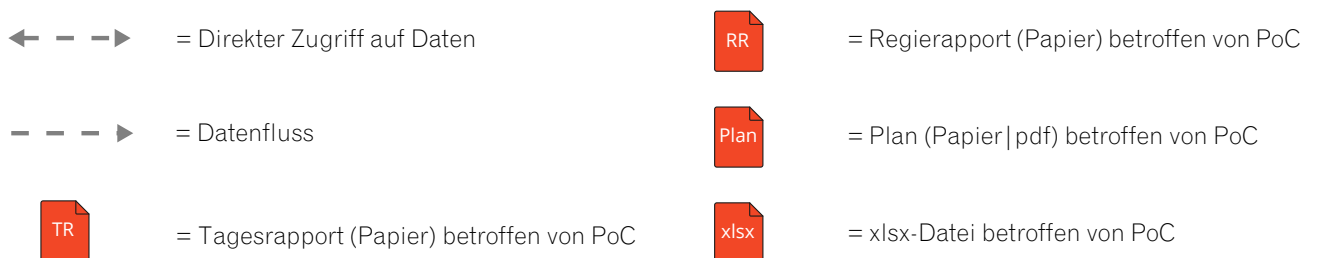 = Direkter Zugriff auf Daten
= Datenfluss
TR
= Tagesrapport (Papier) betroffen von PoC
RR
= Regierapport (Papier) betroffen von PoC
Plan
= Plan (Papier|pdf) betroffen von PoC
xlsx
= xlsx-Datei betroffen von PoC